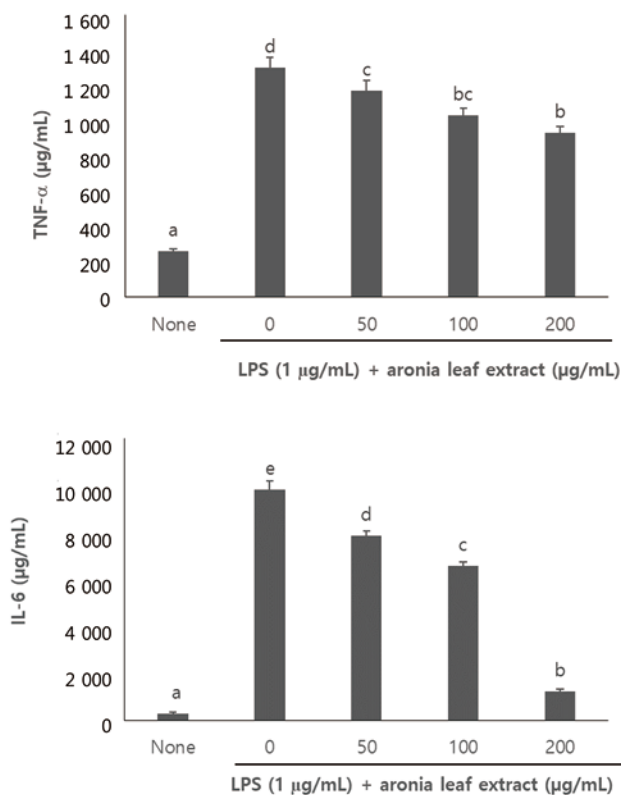 TNF-α (µg/mL)
1 600
1 400
1 200
1 000
800
600
400
200
0
a
d
c
bc
b
None
0
50
100
200
LPS (1 µg/mL) + aronia leaf extract (µg/mL)
IL-6 (µg/mL)
12 000
10 000
8 000
6 000
4 000
2 000
0
a
e
d
c
b
None
0
50
100
200
LPS (1 µg/mL) + aronia leaf extract (µg/mL)